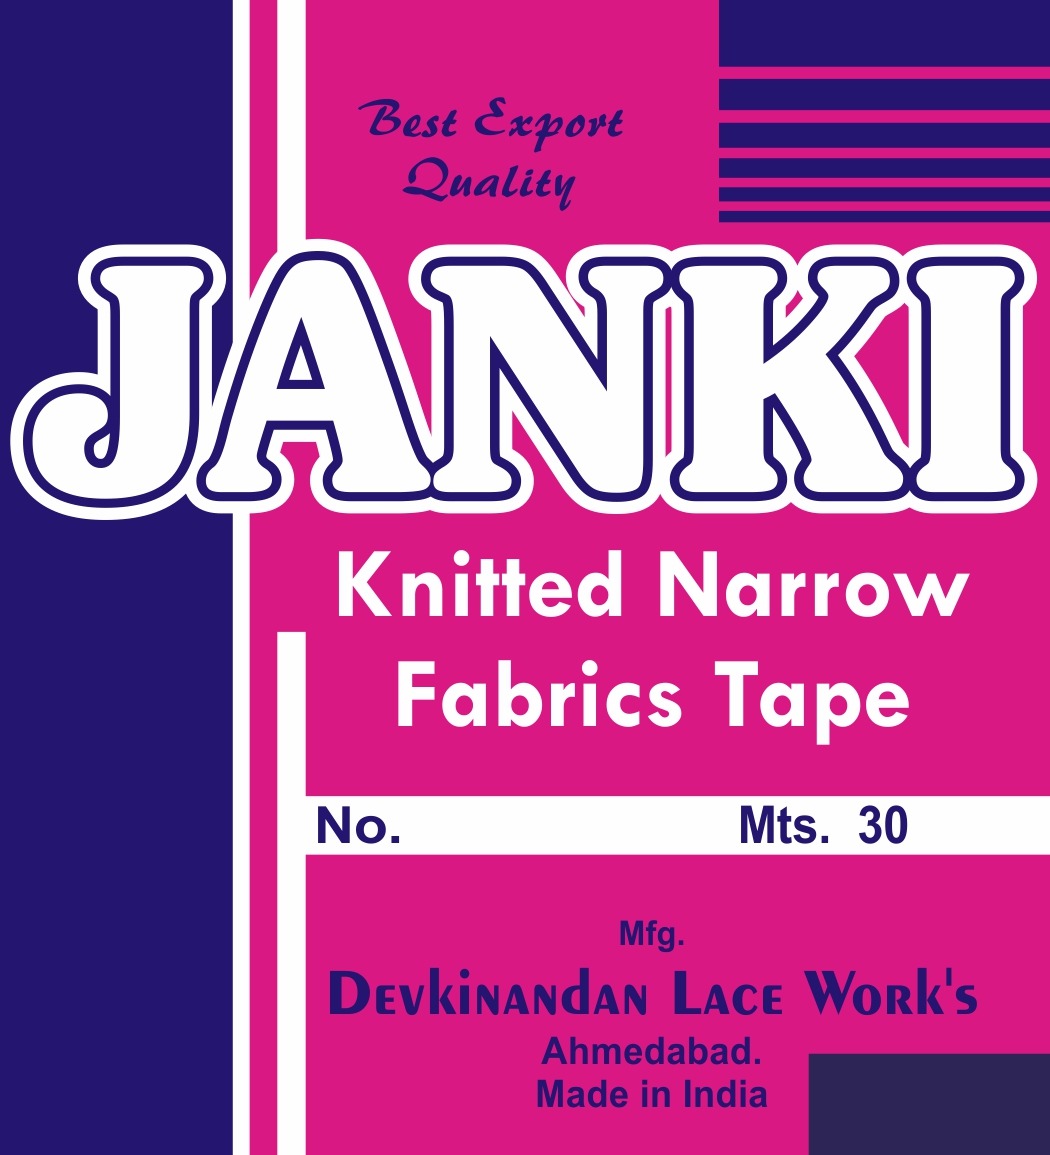 Best Export
Quality
JANKI
Knitted Narrow
Fabrics Tape
No. Mts. 30
Mfg.
Devkinandan Lace Work's
Ahmedabad.
Made in India